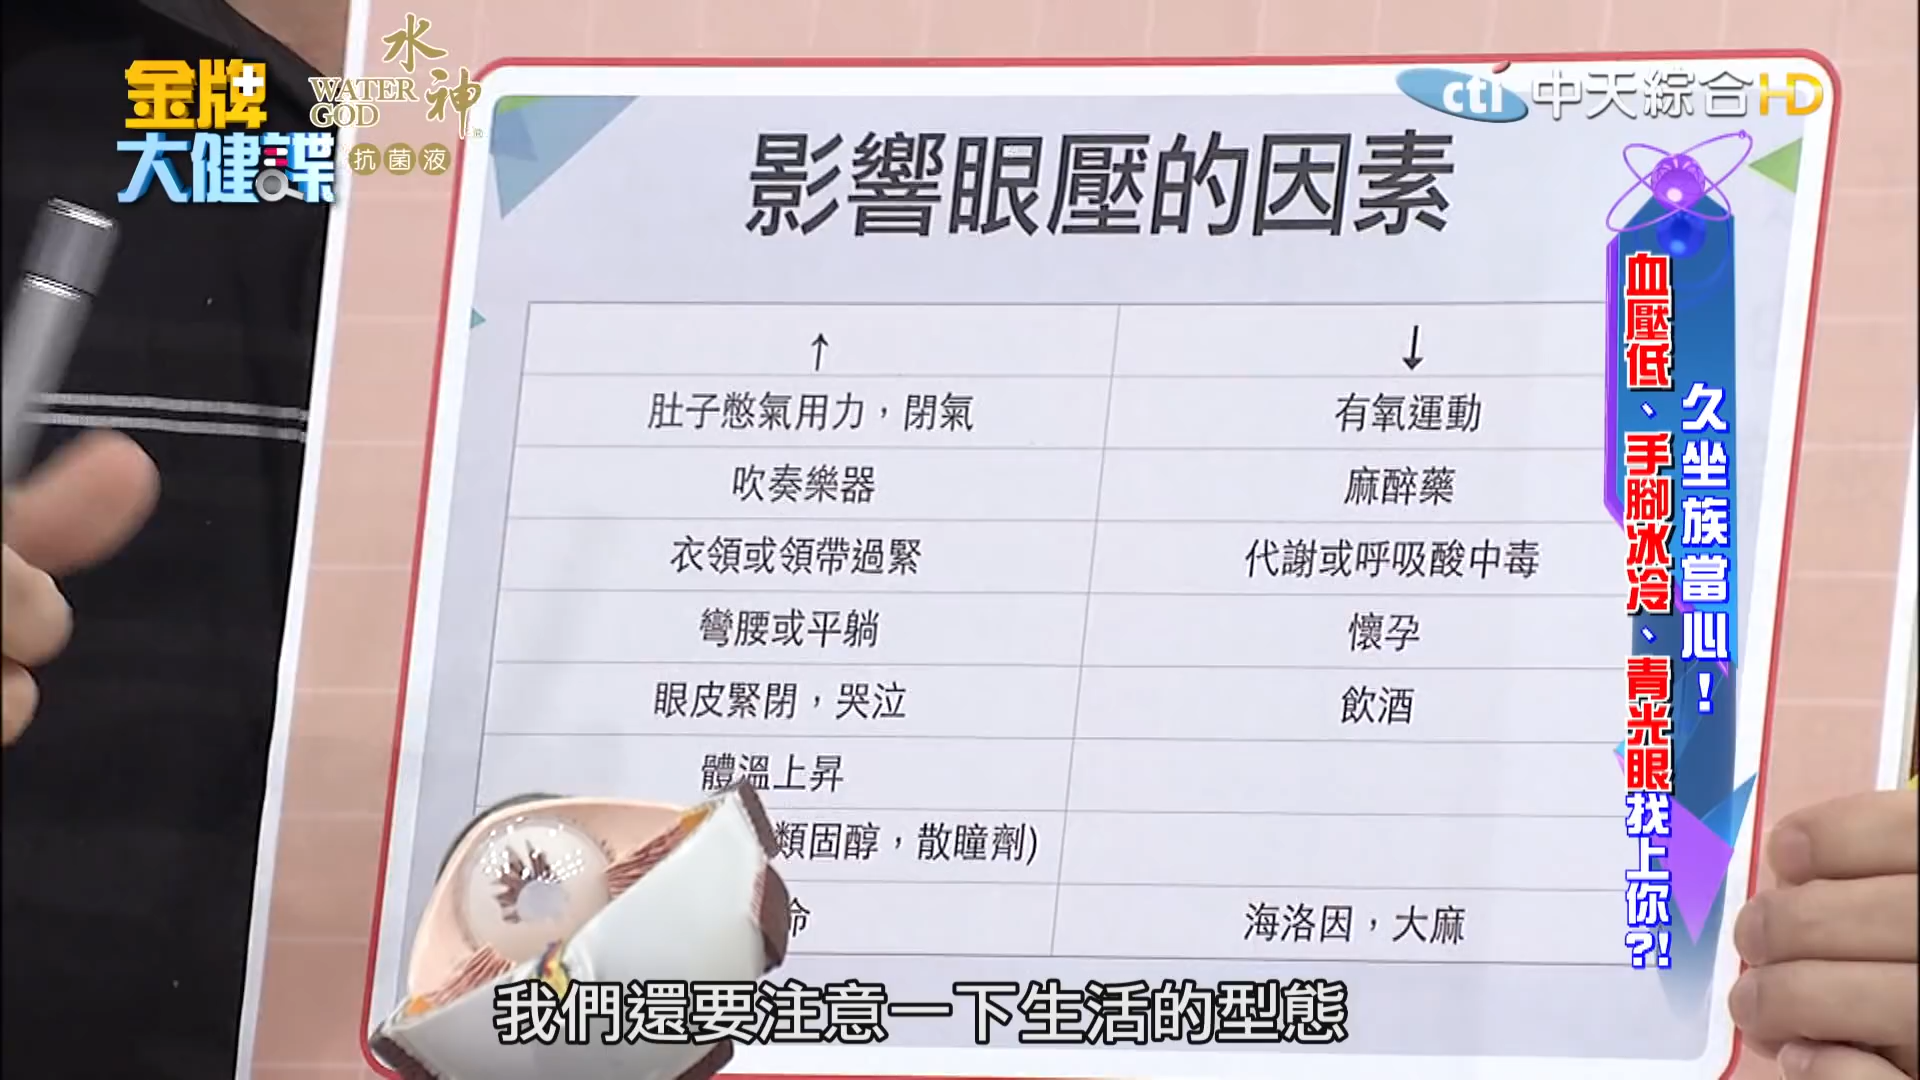 金牌
大健諜
水神
WATER
GOD
抗菌液
cti 中天綜合HD
影響眼壓的因素
↑ ↓
肚子憋氣用力，閉氣 有氧運動
吹奏樂器 麻醉藥
衣領或領帶過緊 代謝或呼吸酸中毒
彎腰或平躺 懷孕
眼皮緊閉，哭泣 飲酒
體溫上昇
類固醇，散瞳劑)
海洛因，大麻
久坐族當心！
血壓低、手腳冰冷、青光眼找上你?!
我們還要注意一下生活的型態